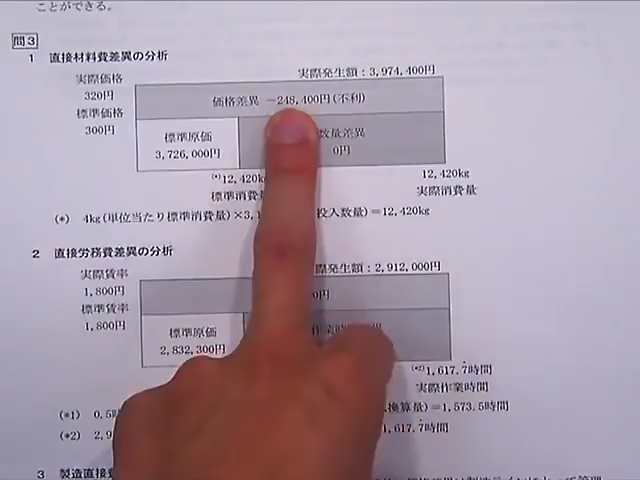 ことができる。
問3
1 直接材料費差異の分析
実際価格 実際発生額：3,974,400円
320円 価格差異 －248,400円(不利)
標準価格
300円 標準原価 数量差異
3,726,000円 0円
(*)12,420kg 12,420kg
標準消費量 実際消費量
(*) 4kg(単位当たり標準消費量)×3,1 投入数量)＝12,420kg
2 直接労務費差異の分析
実際賃率 際発生額：2,912,000円
1,800円 0円
標準賃率
1,800円 標準原価
2,832,300円
(*2)1,617.7時間
実際作業時間
(*1) 0.5 換算量)＝1,573.5時間
(*2) 2,9 1,617.7時間
3 製造直接